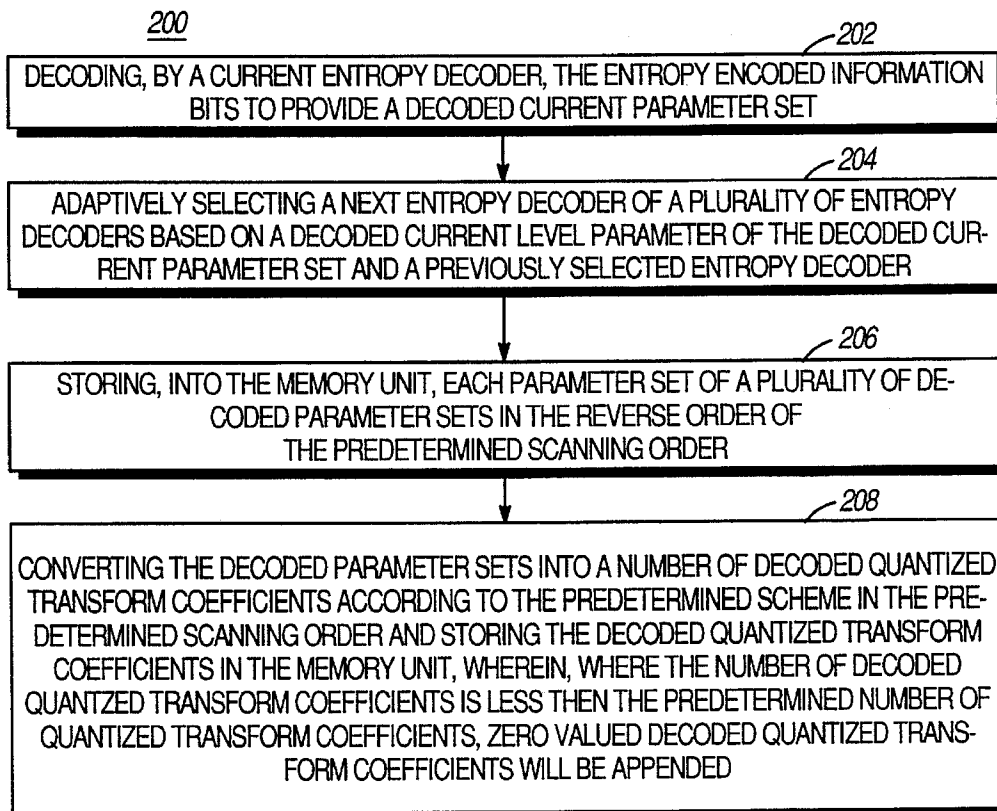 200
202
DECODING, BY A CURRENT ENTROPY DECODER, THE ENTROPY ENCODED INFORMATION
BITS TO PROVIDE A DECODED CURRENT PARAMETER SET
204
ADAPTIVELY SELECTING A NEXT ENTROPY DECODER OF A PLURALITY OF ENTROPY
DECODERS BASED ON A DECODED CURRENT LEVEL PARAMETER OF THE DECODED CUR-
RENT PARAMETER SET AND A PREVIOUSLY SELECTED ENTROPY DECODER
206
STORING, INTO THE MEMORY UNIT, EACH PARAMETER SET OF A PLURALITY OF DE-
CODED PARAMETER SETS IN THE REVERSE ORDER OF
THE PREDETERMINED SCANNING ORDER
208
CONVERTING THE DECODED PARAMETER SETS INTO A NUMBER OF DECODED QUANTIZED
TRANSFORM COEFFICIENTS ACCORDING TO THE PREDETERMINED SCHEME IN THE PRE-
DETERMINED SCANNING ORDER AND STORING THE DECODED QUANTIZED TRANSFORM
COEFFICIENTS IN THE MEMORY UNIT, WHEREIN, WHERE THE NUMBER OF DECODED
QUANTZED TRANSFORM COEFFICIENTS IS LESS THEN THE PREDETERMINED NUMBER OF
QUANTIZED TRANSFORM COEFFICIENTS, ZERO VALUED DECODED QUANTIZED TRANS-
FORM COEFFICIENTS WILL BE APPENDED